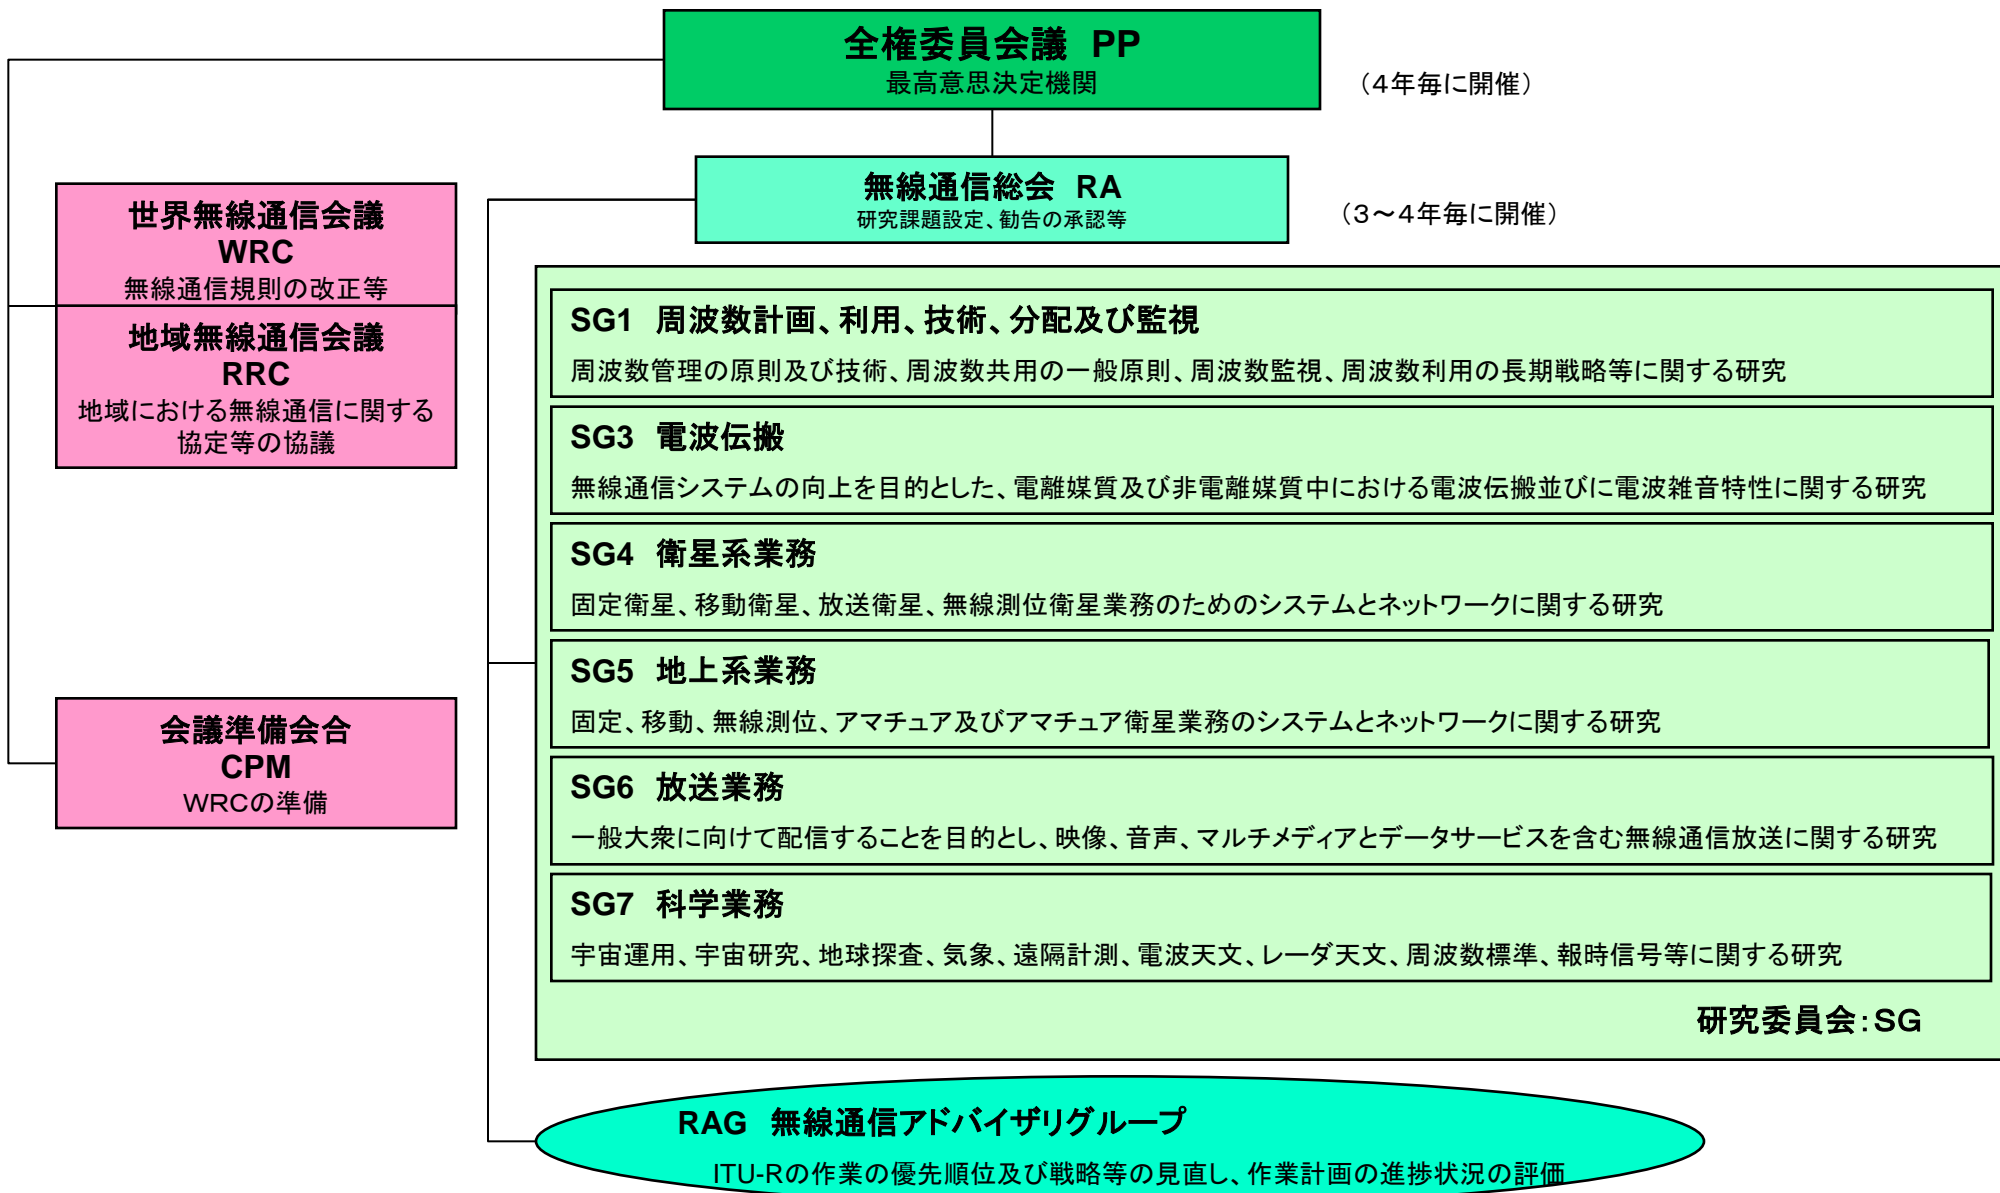 全権委員会議 PP
最高意思決定機関
（４年毎に開催）
無線通信総会 RA
研究課題設定、勧告の承認等
（３～４年毎に開催）
世界無線通信会議
WRC
無線通信規則の改正等
地域無線通信会議
RRC
地域における無線通信に関する
協定等の協議
会議準備会合
CPM
WRCの準備
SG1 周波数計画、利用、技術、分配及び監視
周波数管理の原則及び技術、周波数共用の一般原則、周波数監視、周波数利用の長期戦略等に関する研究
SG3 電波伝搬
無線通信システムの向上を目的とした、電離媒質及び非電離媒質中における電波伝搬並びに電波雑音特性に関する研究
SG4 衛星系業務
固定衛星、移動衛星、放送衛星、無線測位衛星業務のためのシステムとネットワークに関する研究
SG5 地上系業務
固定、移動、無線測位、アマチュア及びアマチュア衛星業務のシステムとネットワークに関する研究
SG6 放送業務
一般大衆に向けて配信することを目的とし、映像、音声、マルチメディアとデータサービスを含む無線通信放送に関する研究
SG7 科学業務
宇宙運用、宇宙研究、地球探査、気象、遠隔計測、電波天文、レーダ天文、周波数標準、報時信号等に関する研究
研究委員会：SG
RAG 無線通信アドバイザリグループ
ITU-Rの作業の優先順位及び戦略等の見直し、作業計画の進捗状況の評価